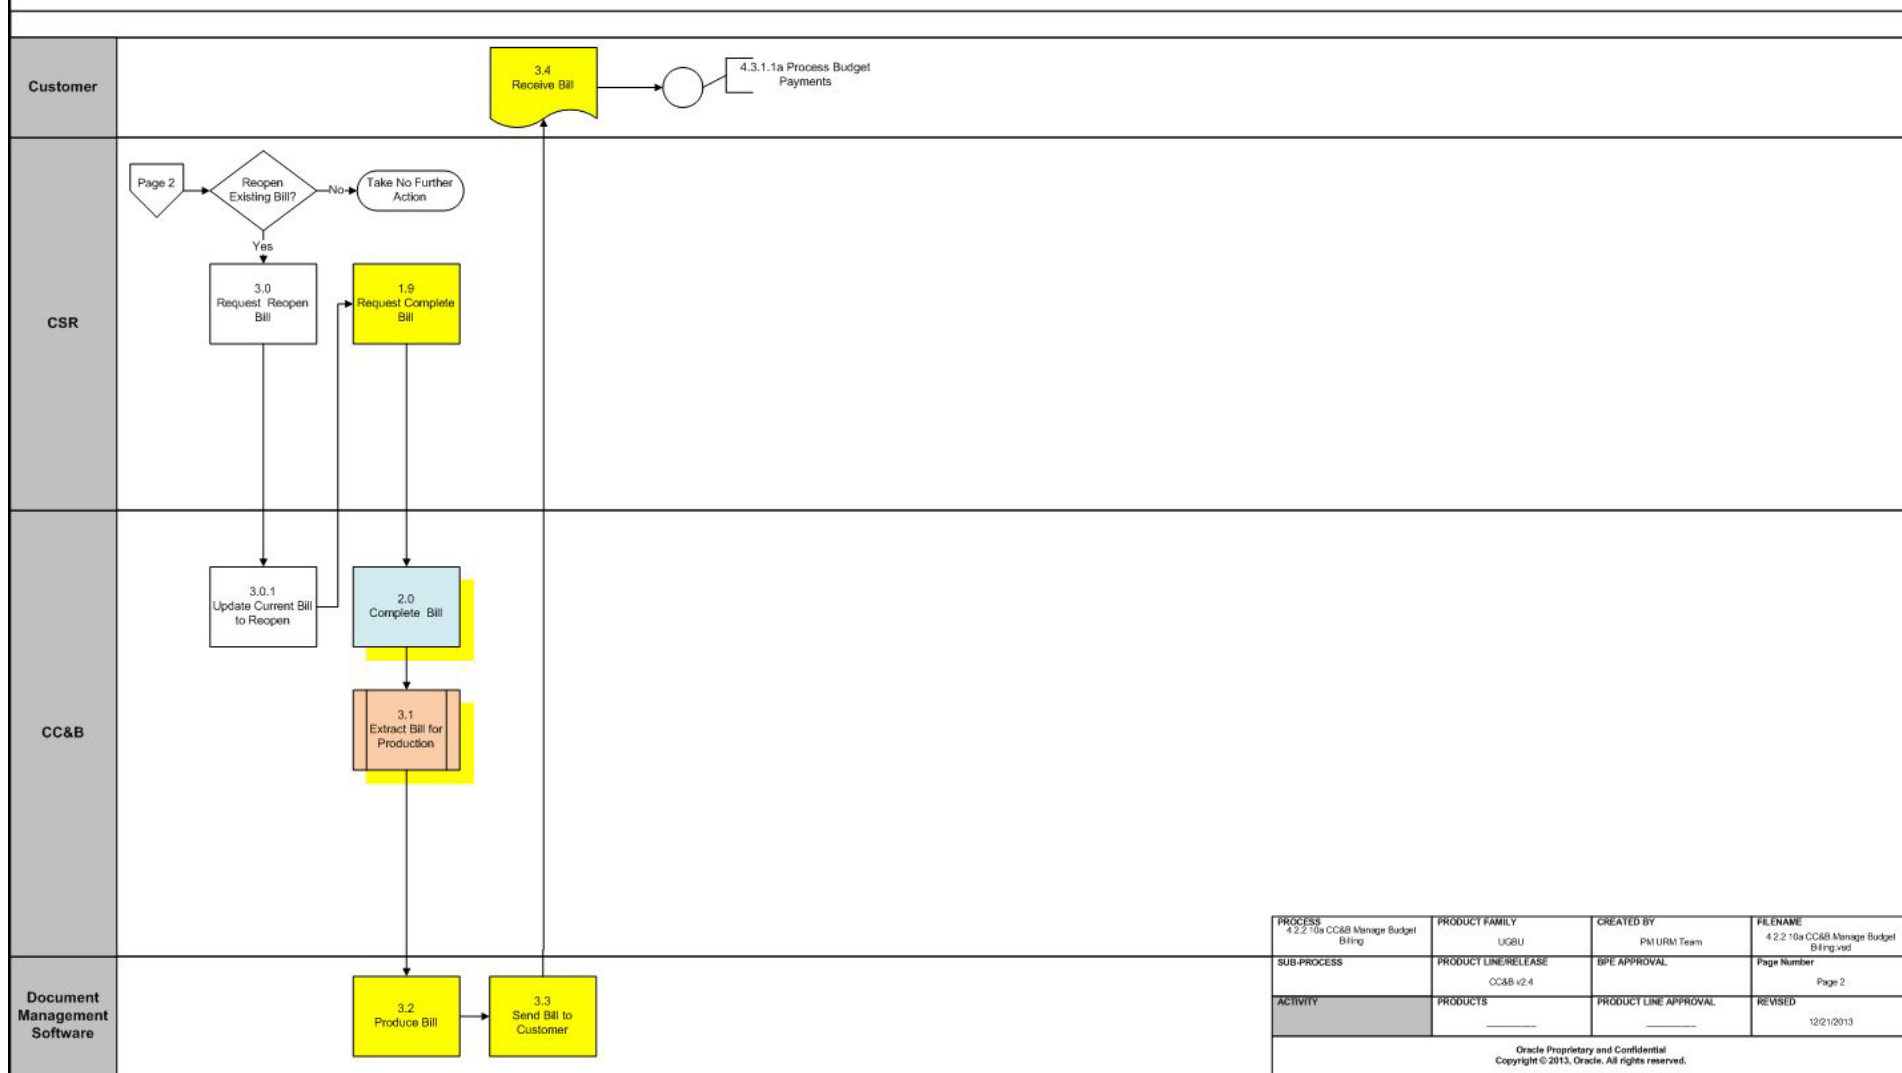 Customer
3.4
Receive Bill
4.3.1.1a Process Budget
Payments
CSR
Page 2
Reopen
Existing Bill?
No
Take No Further
Action
Yes
3.0
Request Reopen
Bill
1.9
Request Complete
Bill
CC&B
3.0.1
Update Current Bill
to Reopen
2.0
Complete Bill
3.1
Extract Bill for
Production
Document
Management
Software
3.2
Produce Bill
3.3
Send Bill to
Customer
PROCESS
4.2.2.10a CC&B Manage Budget
Billing
PRODUCT FAMILY
UGBU
CREATED BY
PM URM Team
FILENAME
4.2.2.10a CC&B.Manage Budget
Billing.vsd
SUB-PROCESS
PRODUCT LINE/RELEASE
CC&B v2.4
BPE APPROVAL
Page Number
Page 2
ACTIVITY
PRODUCTS
PRODUCT LINE APPROVAL
REVISED
12/21/2013
Oracle Proprietary and Confidential
Copyright © 2013, Oracle. All rights reserved.